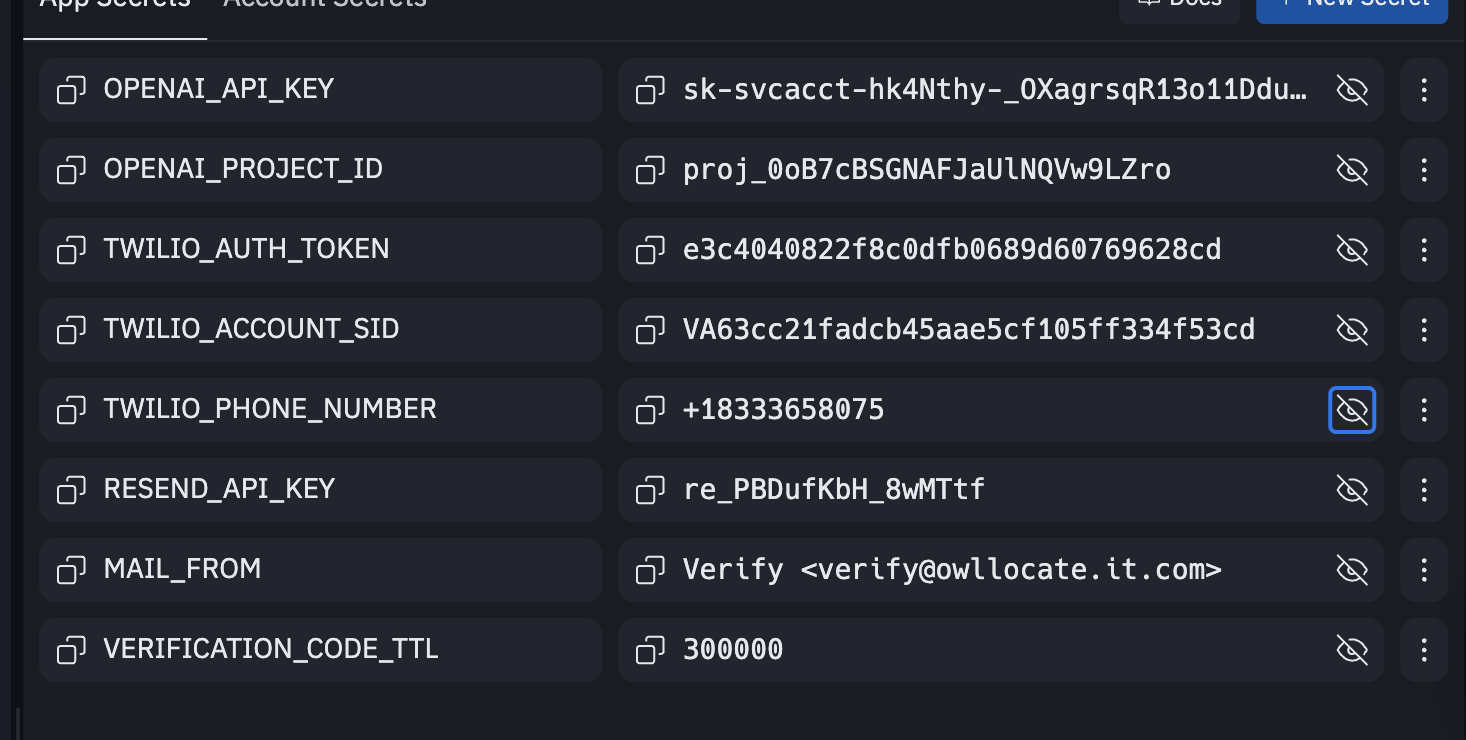 App Secrets Account Secrets Docs + New Secret
OPENAI_API_KEY sk-svcacct-hk4Nthy-_OXagrsqR13o11Ddu…
OPENAI_PROJECT_ID proj_0oB7cBSGNAFJaUlNQVw9LZro
TWILIO_AUTH_TOKEN e3c4040822f8c0dfb0689d60769628cd
TWILIO_ACCOUNT_SID VA63cc21fadcb45aae5cf105ff334f53cd
TWILIO_PHONE_NUMBER +18333658075
RESEND_API_KEY re_PBDufKbH_8wMTtf
MAIL_FROM Verify <verify@owllocate.it.com>
VERIFICATION_CODE_TTL 300000